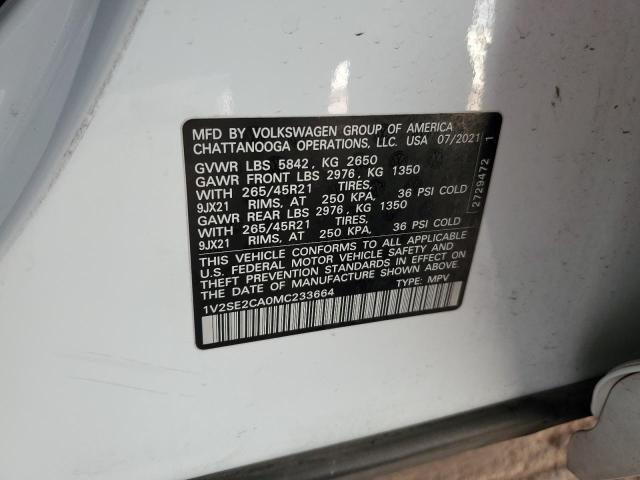 MFD BY VOLKSWAGEN GROUP OF AMERICA
CHATTANOOGA OPERATIONS, LLC. USA 07/2021
GVWR LBS 5842, KG 2650
GAWR FRONT LBS 2976, KG 1350
WITH 265/45R21 TIRES,
9JX21 RIMS, AT 250 KPA, 36 PSI COLD
GAWR REAR LBS 2976, KG 1350
WITH 265/45R21 TIRES,
9JX21 RIMS, AT 250 KPA, 36 PSI COLD
THIS VEHICLE CONFORMS TO ALL APPLICABLE
U.S. FEDERAL MOTOR VEHICLE SAFETY AND
THEFT PREVENTION STANDARDS IN EFFECT ON
THE DATE OF MANUFACTURE SHOWN ABOVE.
1V2SE2CA0MC233664 TYPE: MPV
2729472 1